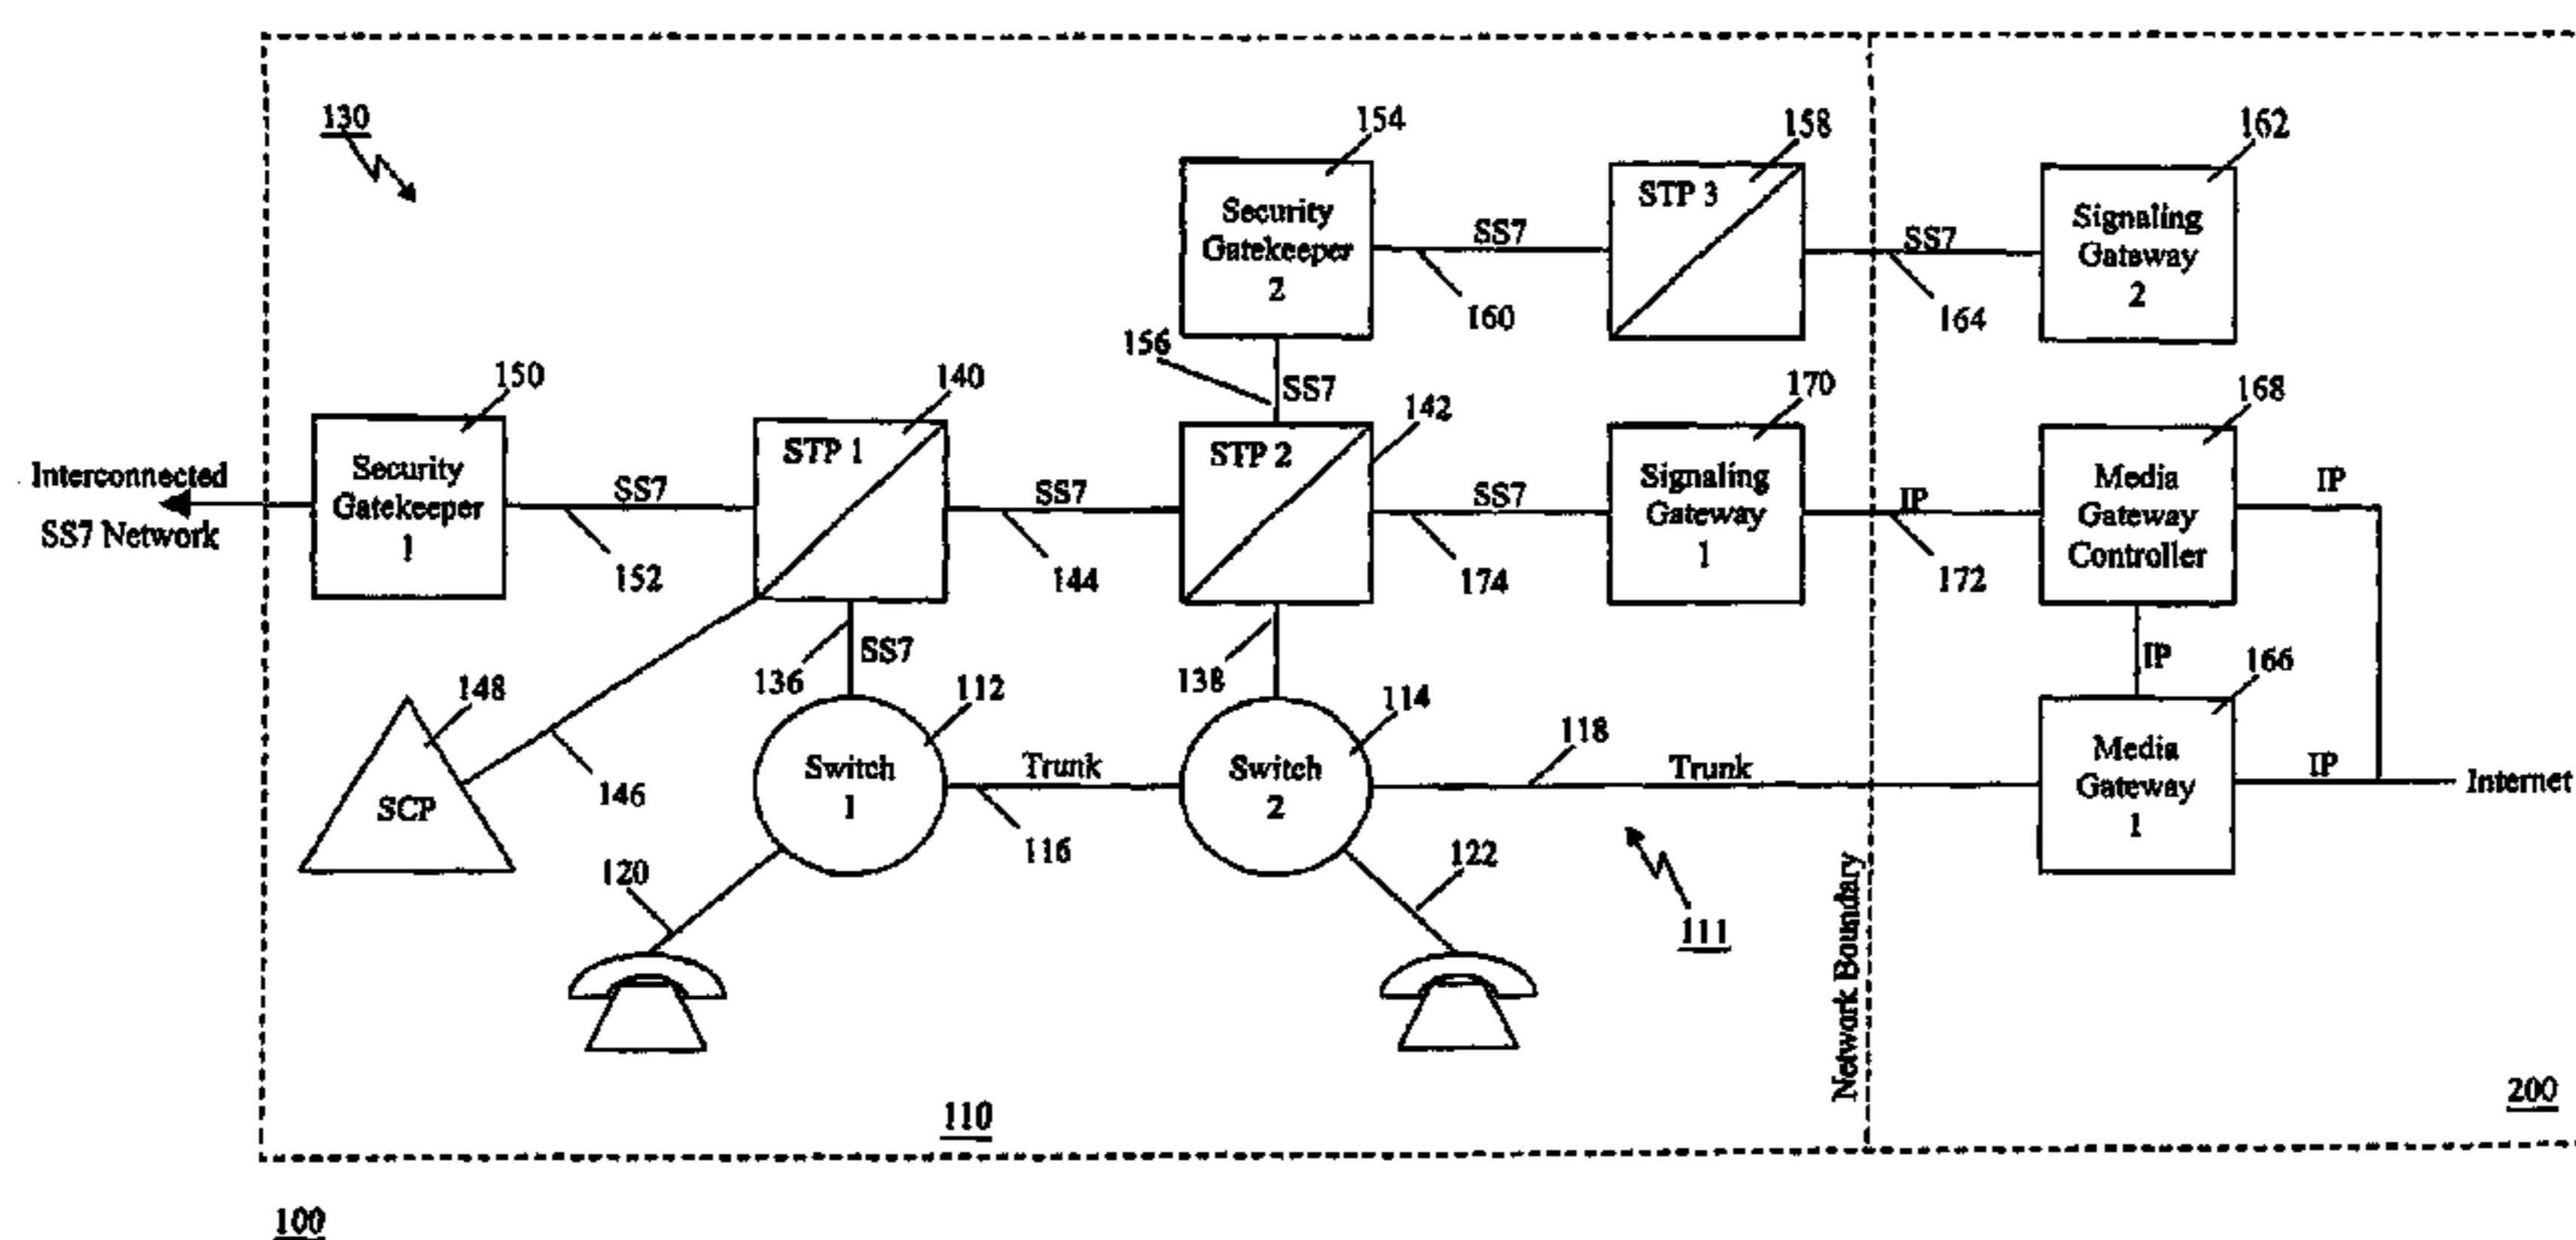 130
154
158
162
Security
Gatekeeper
2
SS7
160
STP 3
SS7
164
Signaling
Gateway
2
156
SS7
150
140
142
170
168
Interconnected
SS7 Network
Security
Gatekeeper
1
SS7
152
STP 1
SS7
144
STP 2
SS7
174
Signaling
Gateway
1
IP
172
Media
Gateway
Controller
IP
136
SS7
138
IP
148
112
114
118
166
SCP
146
Switch
1
Trunk
116
Switch
2
Trunk
Media
Gateway
1
IP
Internet
120
122
111
Network Boundary
110
200
100